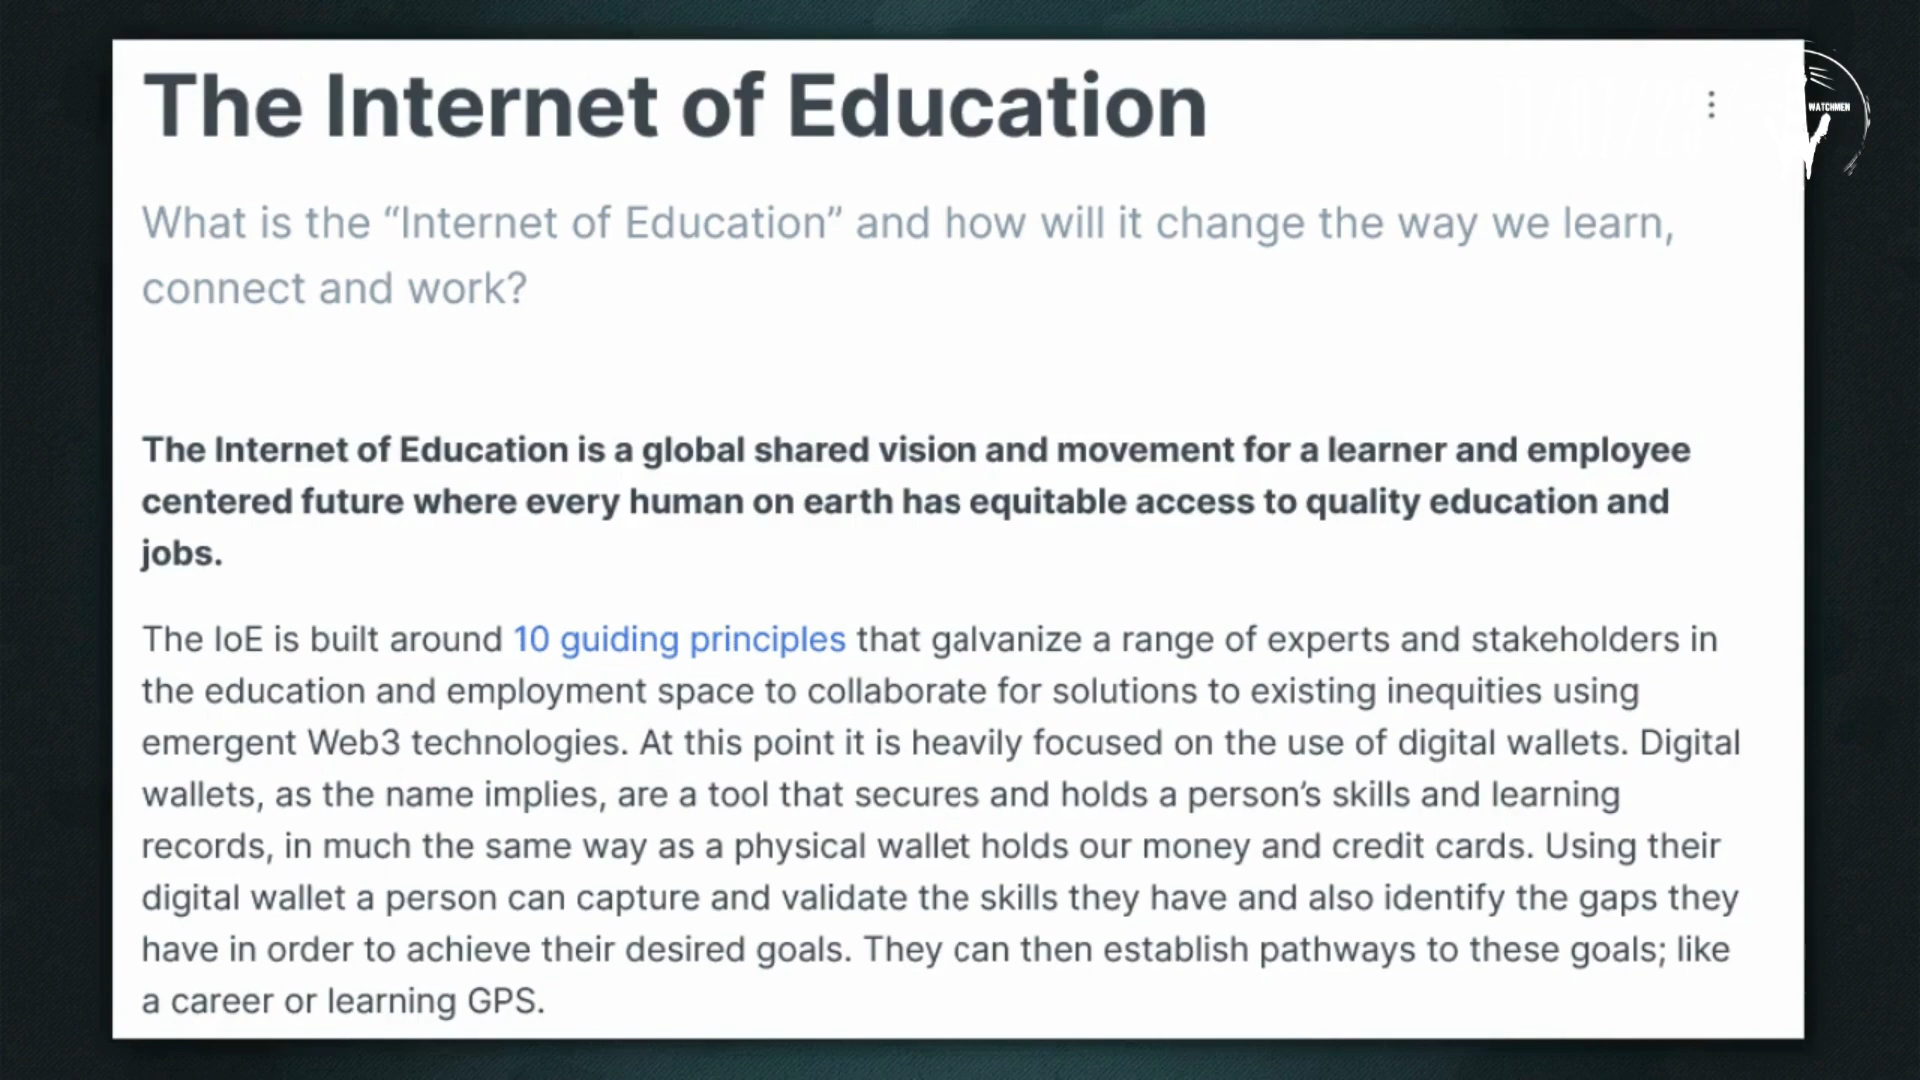 The Internet of Education
WATCHMEN
What is the “Internet of Education” and how will it change the way we learn,
connect and work?
The Internet of Education is a global shared vision and movement for a learner and employee
centered future where every human on earth has equitable access to quality education and
jobs.
The IoE is built around 10 guiding principles that galvanize a range of experts and stakeholders in
the education and employment space to collaborate for solutions to existing inequities using
emergent Web3 technologies. At this point it is heavily focused on the use of digital wallets. Digital
wallets, as the name implies, are a tool that secures and holds a person’s skills and learning
records, in much the same way as a physical wallet holds our money and credit cards. Using their
digital wallet a person can capture and validate the skills they have and also identify the gaps they
have in order to achieve their desired goals. They can then establish pathways to these goals; like
a career or learning GPS.